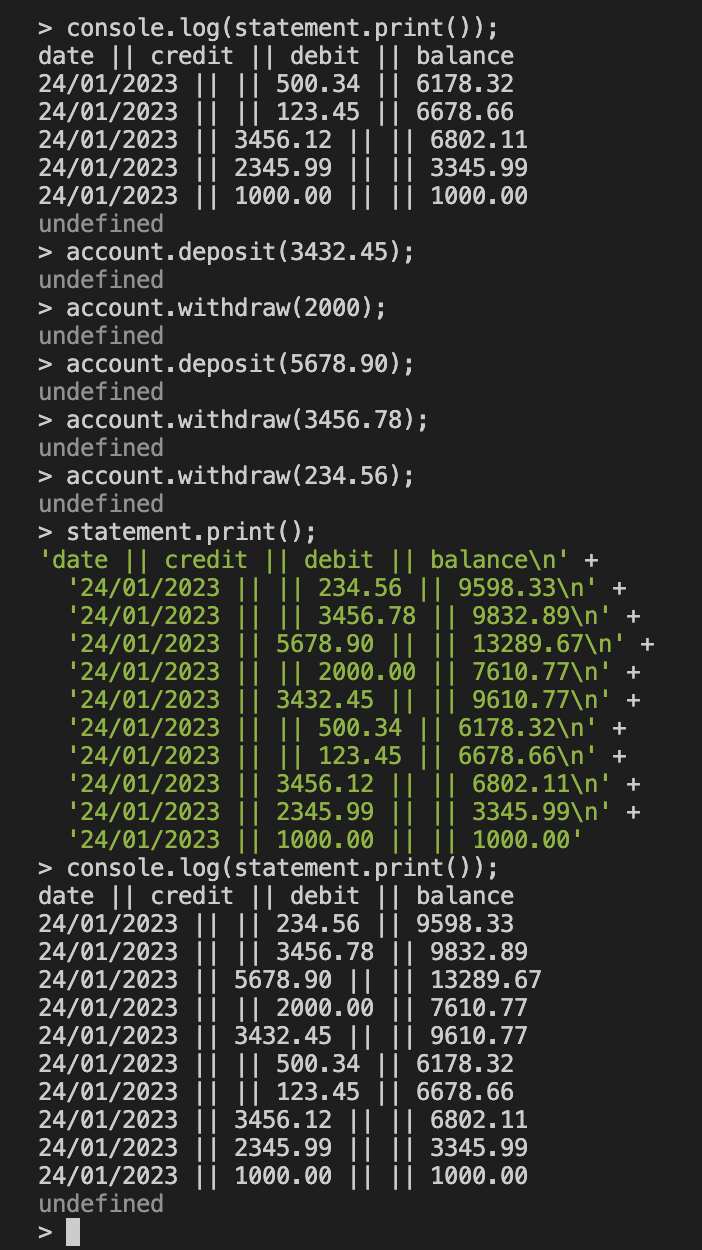 > console.log(statement.print());
date || credit || debit || balance
24/01/2023 || || 500.34 || 6178.32
24/01/2023 || || 123.45 || 6678.66
24/01/2023 || 3456.12 || || 6802.11
24/01/2023 || 2345.99 || || 3345.99
24/01/2023 || 1000.00 || || 1000.00
undefined
> account.deposit(3432.45);
undefined
> account.withdraw(2000);
undefined
> account.deposit(5678.90);
undefined
> account.withdraw(3456.78);
undefined
> account.withdraw(234.56);
undefined
> statement.print();
'date || credit || debit || balance\n' +
  '24/01/2023 || || 234.56 || 9598.33\n' +
  '24/01/2023 || || 3456.78 || 9832.89\n' +
  '24/01/2023 || 5678.90 || || 13289.67\n' +
  '24/01/2023 || || 2000.00 || 7610.77\n' +
  '24/01/2023 || 3432.45 || || 9610.77\n' +
  '24/01/2023 || || 500.34 || 6178.32\n' +
  '24/01/2023 || || 123.45 || 6678.66\n' +
  '24/01/2023 || 3456.12 || || 6802.11\n' +
  '24/01/2023 || 2345.99 || || 3345.99\n' +
  '24/01/2023 || 1000.00 || || 1000.00'
> console.log(statement.print());
date || credit || debit || balance
24/01/2023 || || 234.56 || 9598.33
24/01/2023 || || 3456.78 || 9832.89
24/01/2023 || 5678.90 || || 13289.67
24/01/2023 || || 2000.00 || 7610.77
24/01/2023 || 3432.45 || || 9610.77
24/01/2023 || || 500.34 || 6178.32
24/01/2023 || || 123.45 || 6678.66
24/01/2023 || 3456.12 || || 6802.11
24/01/2023 || 2345.99 || || 3345.99
24/01/2023 || 1000.00 || || 1000.00
undefined
>